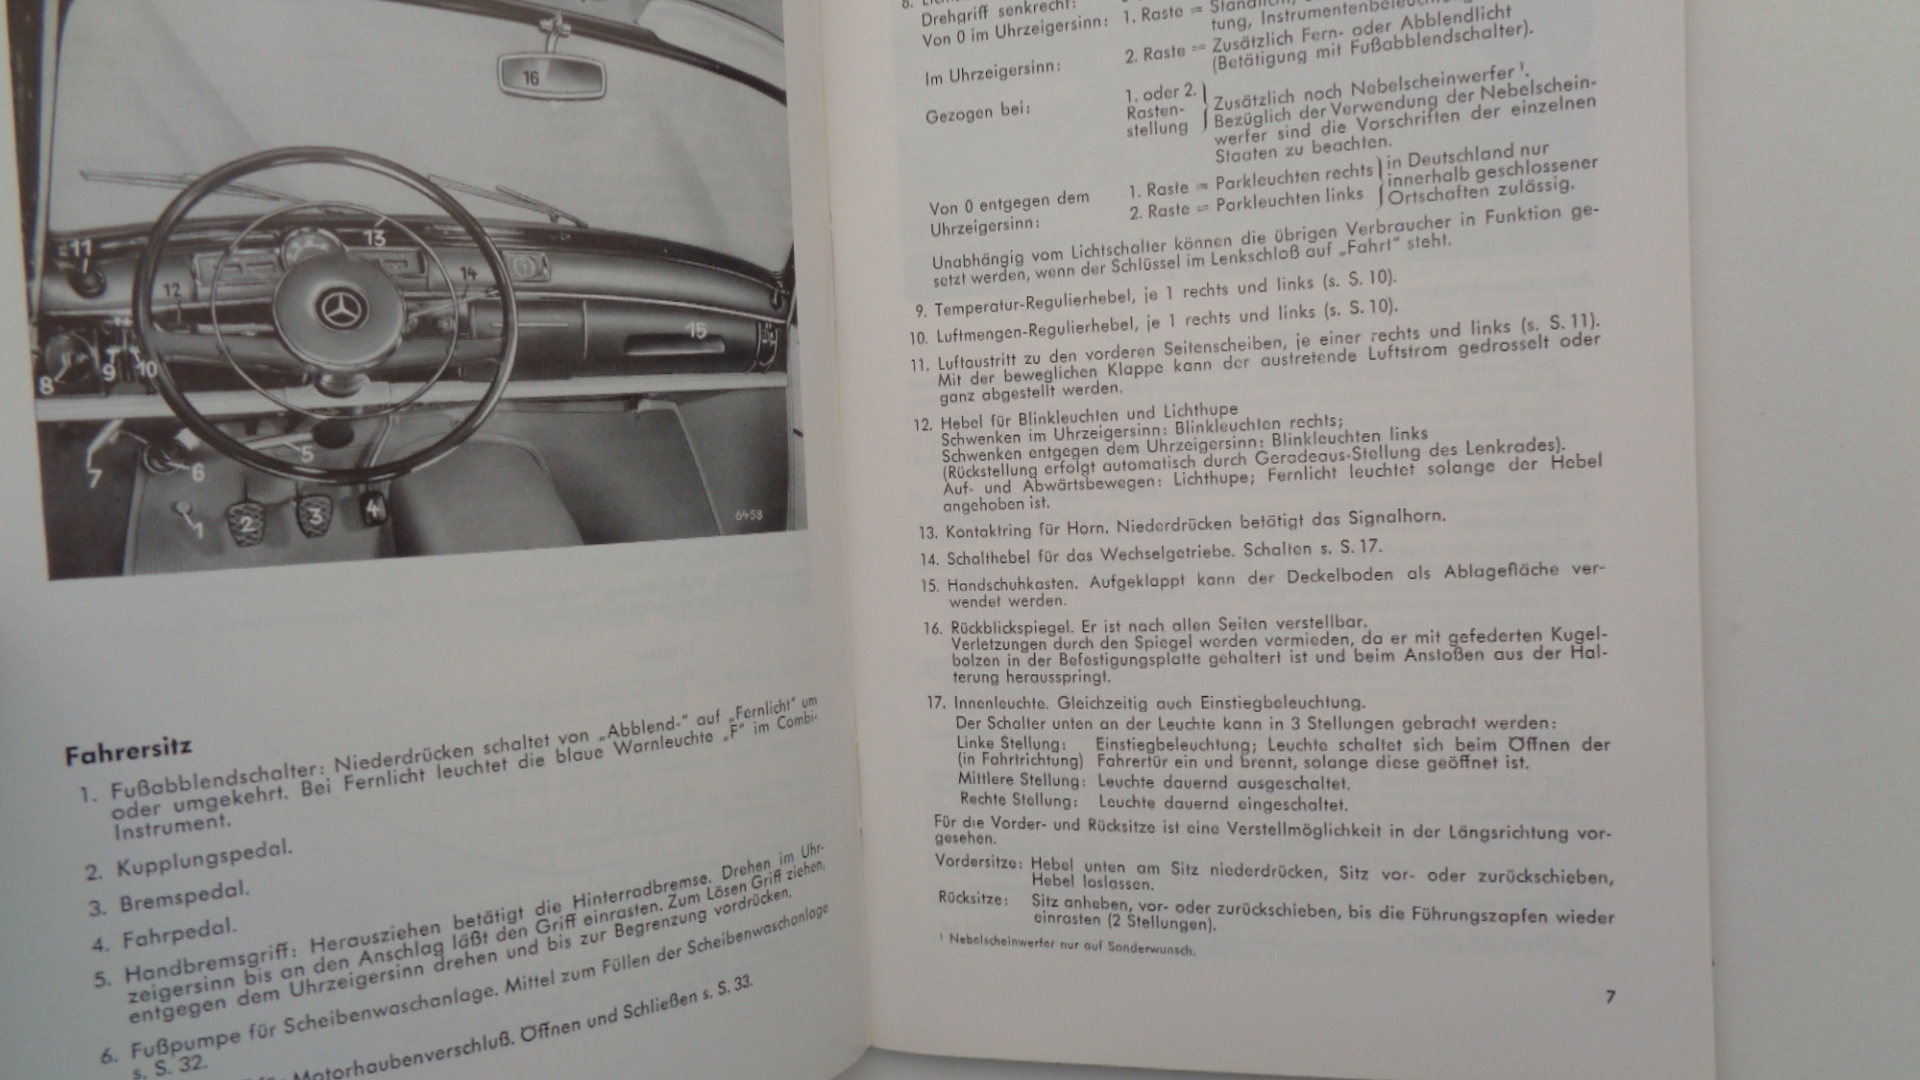 16
11
13
12
14
15
8
9
10
7
6
5
1
2
3
4
6458
Fahrersitz
1. Fußabblendschalter: Niederdrücken schaltet von „Abblend-“ auf „Fernlicht“ um
oder umgekehrt. Bei Fernlicht leuchtet die blaue Warnleuchte „F“ im Combi-
Instrument.
2. Kupplungspedal.
3. Bremspedal.
4. Fahrpedal.
5. Handbremsgriff: Herausziehen betätigt die Hinterradbremse. Drehen im Uhr-
zeigersinn bis an den Anschlag läßt den Griff einrasten. Zum Lösen Griff ziehen,
entgegen dem Uhrzeigersinn drehen und bis zur Begrenzung vordrücken.
6. Fußpumpe für Scheibenwaschanlage. Mittel zum Füllen der Scheibenwaschanlage
s. S. 32.
Motorhaubenverschluß. Öffnen und Schließen s. S. 33.
8.
Drehgriff senkrecht:
Von 0 im Uhrzeigersinn: 1. Raste = Standlicht,
tung, Instrumentenbeleuchtung
Im Uhrzeigersinn: 2. Raste = Zusätzlich Fern- oder Abblendlicht
(Betätigung mit Fußabblendschalter).
Gezogen bei: 1. oder 2. Rasten-stellung Zusätzlich noch Nebelscheinwerfer ¹.
Bezüglich der Verwendung der Nebelschein-
werfer sind die Vorschriften der einzelnen
Staaten zu beachten.
Von 0 entgegen dem Uhrzeigersinn: 1. Raste = Parkleuchten rechts
2. Raste = Parkleuchten links
in Deutschland nur
innerhalb geschlossener
Ortschaften zulässig.
Unabhängig vom Lichtschalter können die übrigen Verbraucher in Funktion ge-
setzt werden, wenn der Schlüssel im Lenkschloß auf „Fahrt“ steht.
9. Temperatur-Regulierhebel, je 1 rechts und links (s. S. 10).
10. Luftmengen-Regulierhebel, je 1 rechts und links (s. S. 10).
11. Luftaustritt zu den vorderen Seitenscheiben, je einer rechts und links (s. S. 11).
Mit der beweglichen Klappe kann der austretende Luftstrom gedrosselt oder
ganz abgestellt werden.
12. Hebel für Blinkleuchten und Lichthupe
Schwenken im Uhrzeigersinn: Blinkleuchten rechts;
Schwenken entgegen dem Uhrzeigersinn: Blinkleuchten links
(Rückstellung erfolgt automatisch durch Geradeaus-Stellung des Lenkrades).
Auf- und Abwärtsbewegen: Lichthupe; Fernlicht leuchtet solange der Hebel
angehoben ist.
13. Kontaktring für Horn. Niederdrücken betätigt das Signalhorn.
14. Schalthebel für das Wechselgetriebe. Schalten s. S. 17.
15. Handschuhkasten. Aufgeklappt kann der Deckelboden als Ablagefläche ver-
wendet werden.
16. Rückblickspiegel. Er ist nach allen Seiten verstellbar.
Verletzungen durch den Spiegel werden vermieden, da er mit gefederten Kugel-
bolzen in der Befestigungsplatte gehaltert ist und beim Anstoßen aus der Hal-
terung herausspringt.
17. Innenleuchte. Gleichzeitig auch Einstiegbeleuchtung.
Der Schalter unten an der Leuchte kann in 3 Stellungen gebracht werden:
Linke Stellung: Einstiegbeleuchtung; Leuchte schaltet sich beim Öffnen der
(in Fahrtrichtung) Fahrertür ein und brennt, solange diese geöffnet ist.
Mittlere Stellung: Leuchte dauernd ausgeschaltet.
Rechte Stellung: Leuchte dauernd eingeschaltet.
Für die Vorder- und Rücksitze ist eine Verstellmöglichkeit in der Längsrichtung vor-
gesehen.
Vordersitze: Hebel unten am Sitz niederdrücken, Sitz vor- oder zurückschieben,
Hebel loslassen.
Rücksitze: Sitz anheben, vor- oder zurückschieben, bis die Führungszapfen wieder
einrasten (2 Stellungen).
¹ Nebelscheinwerfer nur auf Sonderwunsch.
7